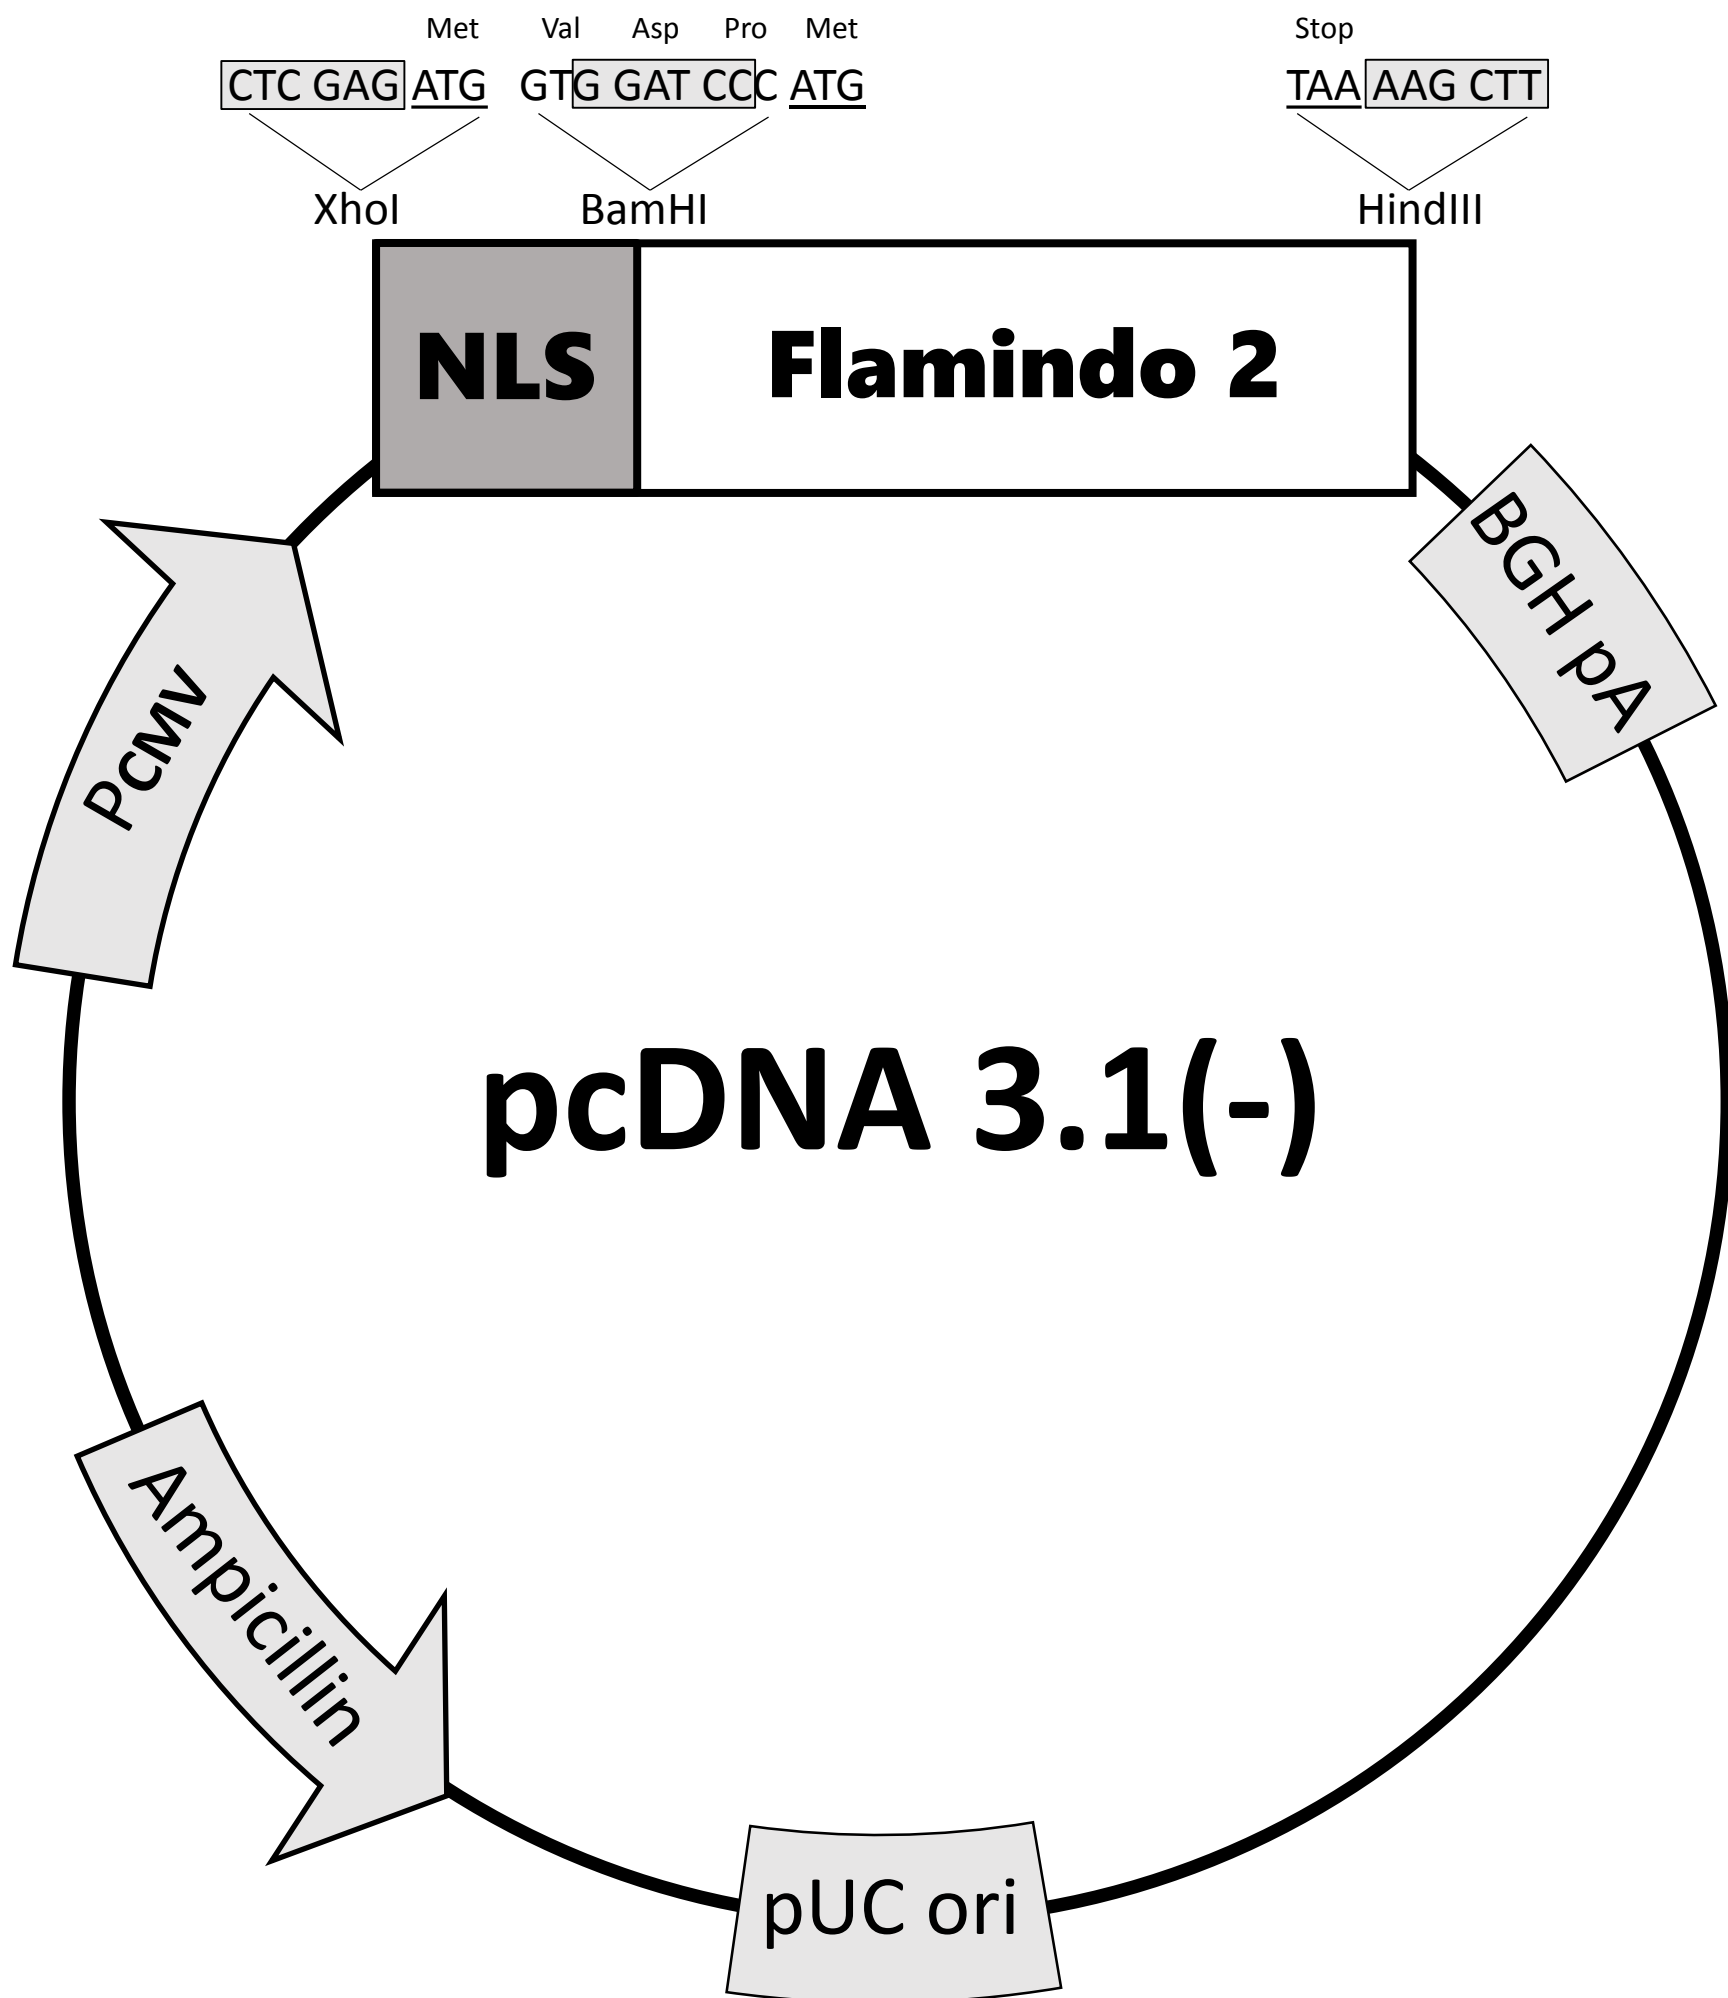 Met Val Asp Pro Met Stop
CTC GAG ATG GTG GAT CCC ATG TAA AAG CTT
XhoI BamHI HindIII
NLS Flamindo 2
BGH pA
PCMV
pcDNA 3.1(-)
Ampicillin
pUC ori